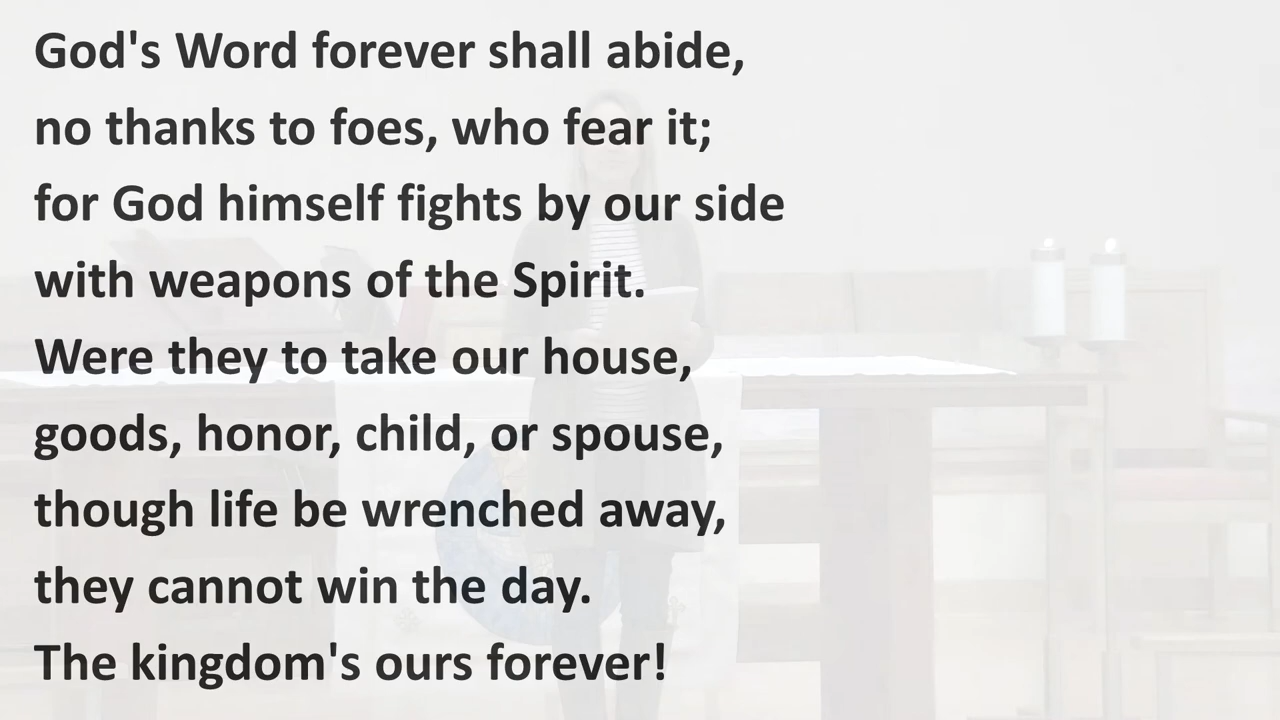 God's Word forever shall abide,
no thanks to foes, who fear it;
for God himself fights by our side
with weapons of the Spirit.
Were they to take our house,
goods, honor, child, or spouse,
though life be wrenched away,
they cannot win the day.
The kingdom's ours forever!